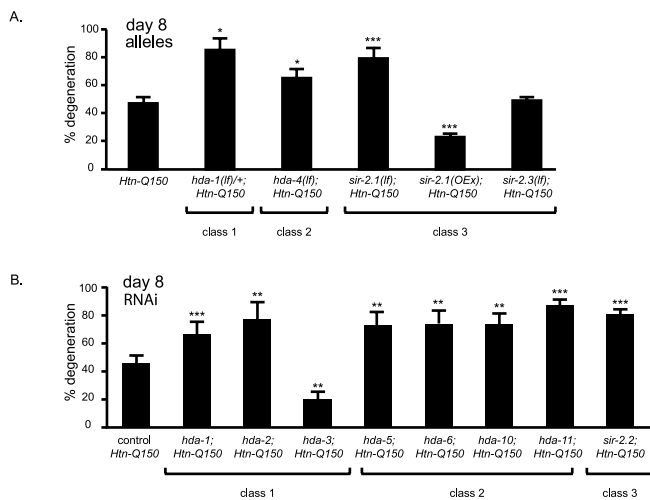 A.
day 8
alleles
% degeneration
100
80
60
40
20
0
* * *** ***
Htn-Q150
hda-1(lf)/+; hda-4(lf); sir-2.1(lf); sir-2.1(OEx); sir-2.3(lf);
Htn-Q150 Htn-Q150 Htn-Q150 Htn-Q150 Htn-Q150
class 1 class 2 class 3
B.
day 8
RNAi
% degeneration
100
80
60
40
20
0
*** ** ** ** ** ** *** ***
control hda-1; hda-2; hda-3; hda-5; hda-6; hda-10; hda-11; sir-2.2;
Htn-Q150 Htn-Q150 Htn-Q150 Htn-Q150 Htn-Q150 Htn-Q150 Htn-Q150 Htn-Q150 Htn-Q150
class 1 class 2 class 3